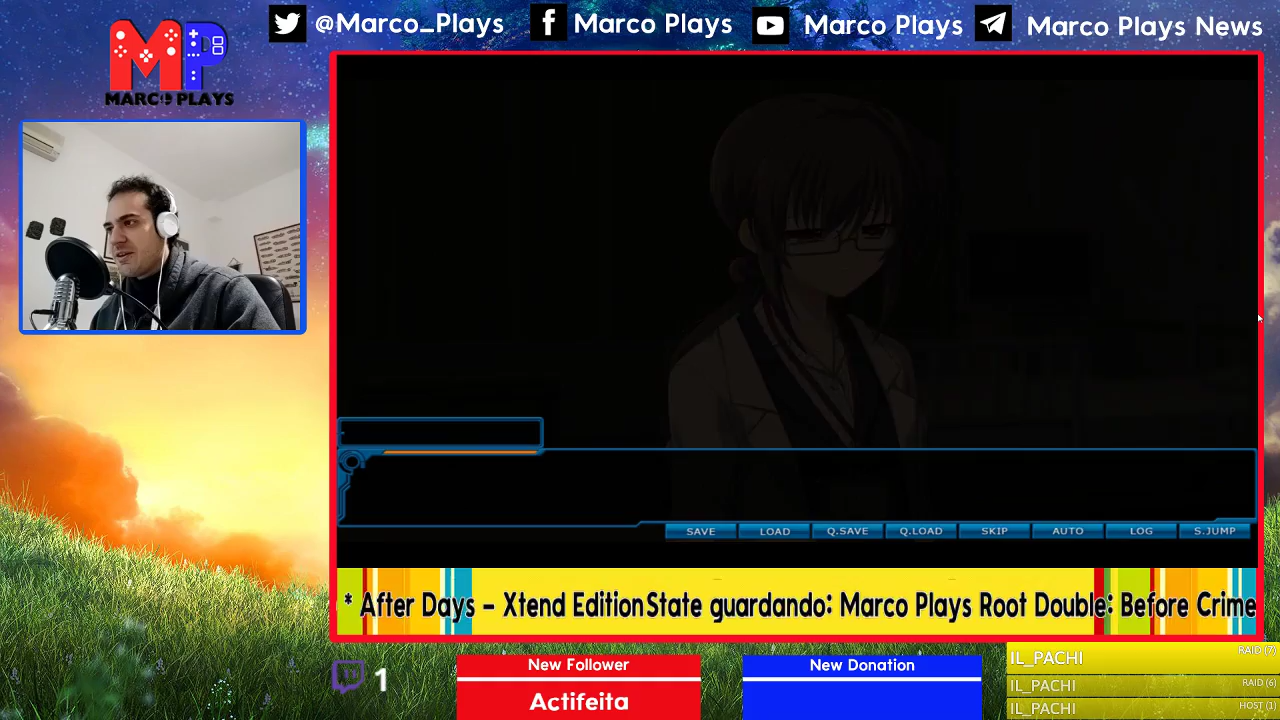 @Marco_Plays
Marco Plays
Marco Plays
Marco Plays News
MP
MARCO PLAYS
SAVE
LOAD
Q.SAVE
Q.LOAD
SKIP
AUTO
LOG
S.JUMP
* After Days - Xtend EditionState guardando: Marco Plays Root Double: Before Crime
1
New Follower
Actifeita
New Donation
IL_PACHI RAID (7)
IL_PACHI RAID (6)
IL_PACHI HOST (1)